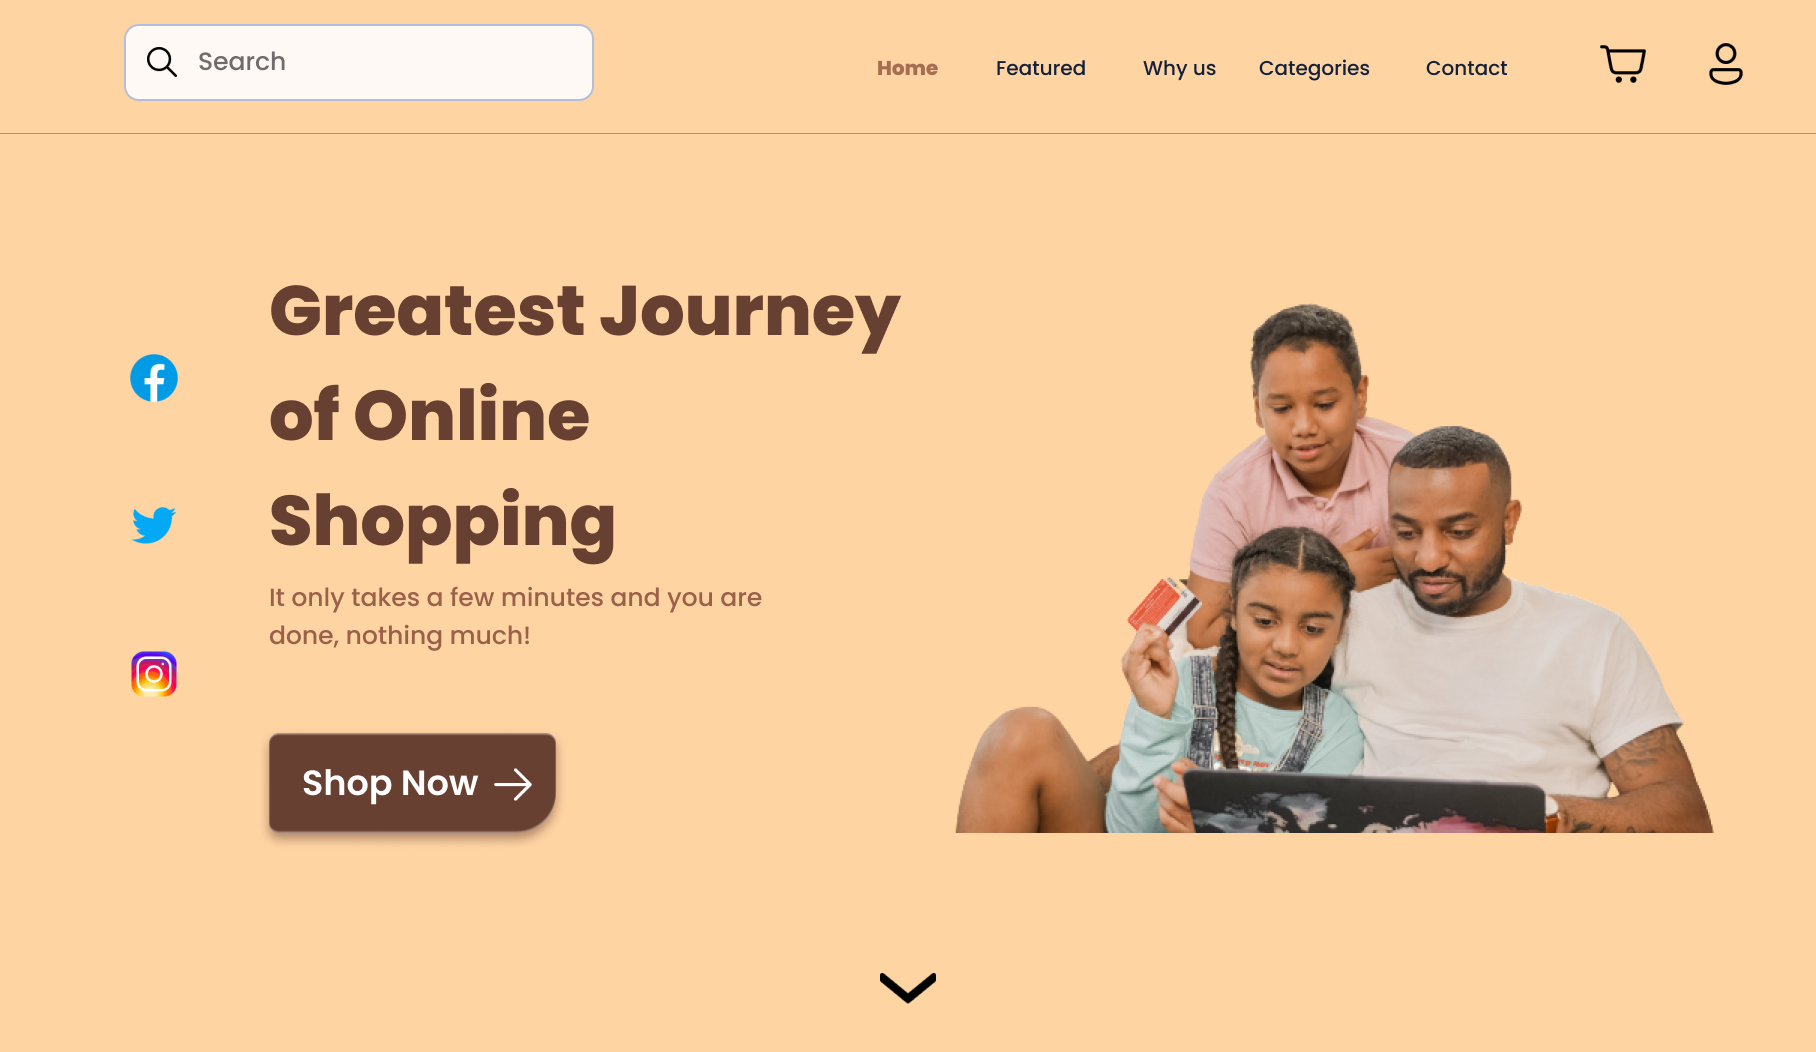 Search
Home
Featured
Why us
Categories
Contact
Greatest Journey
of Online
Shopping
It only takes a few minutes and you are
done, nothing much!
Shop Now